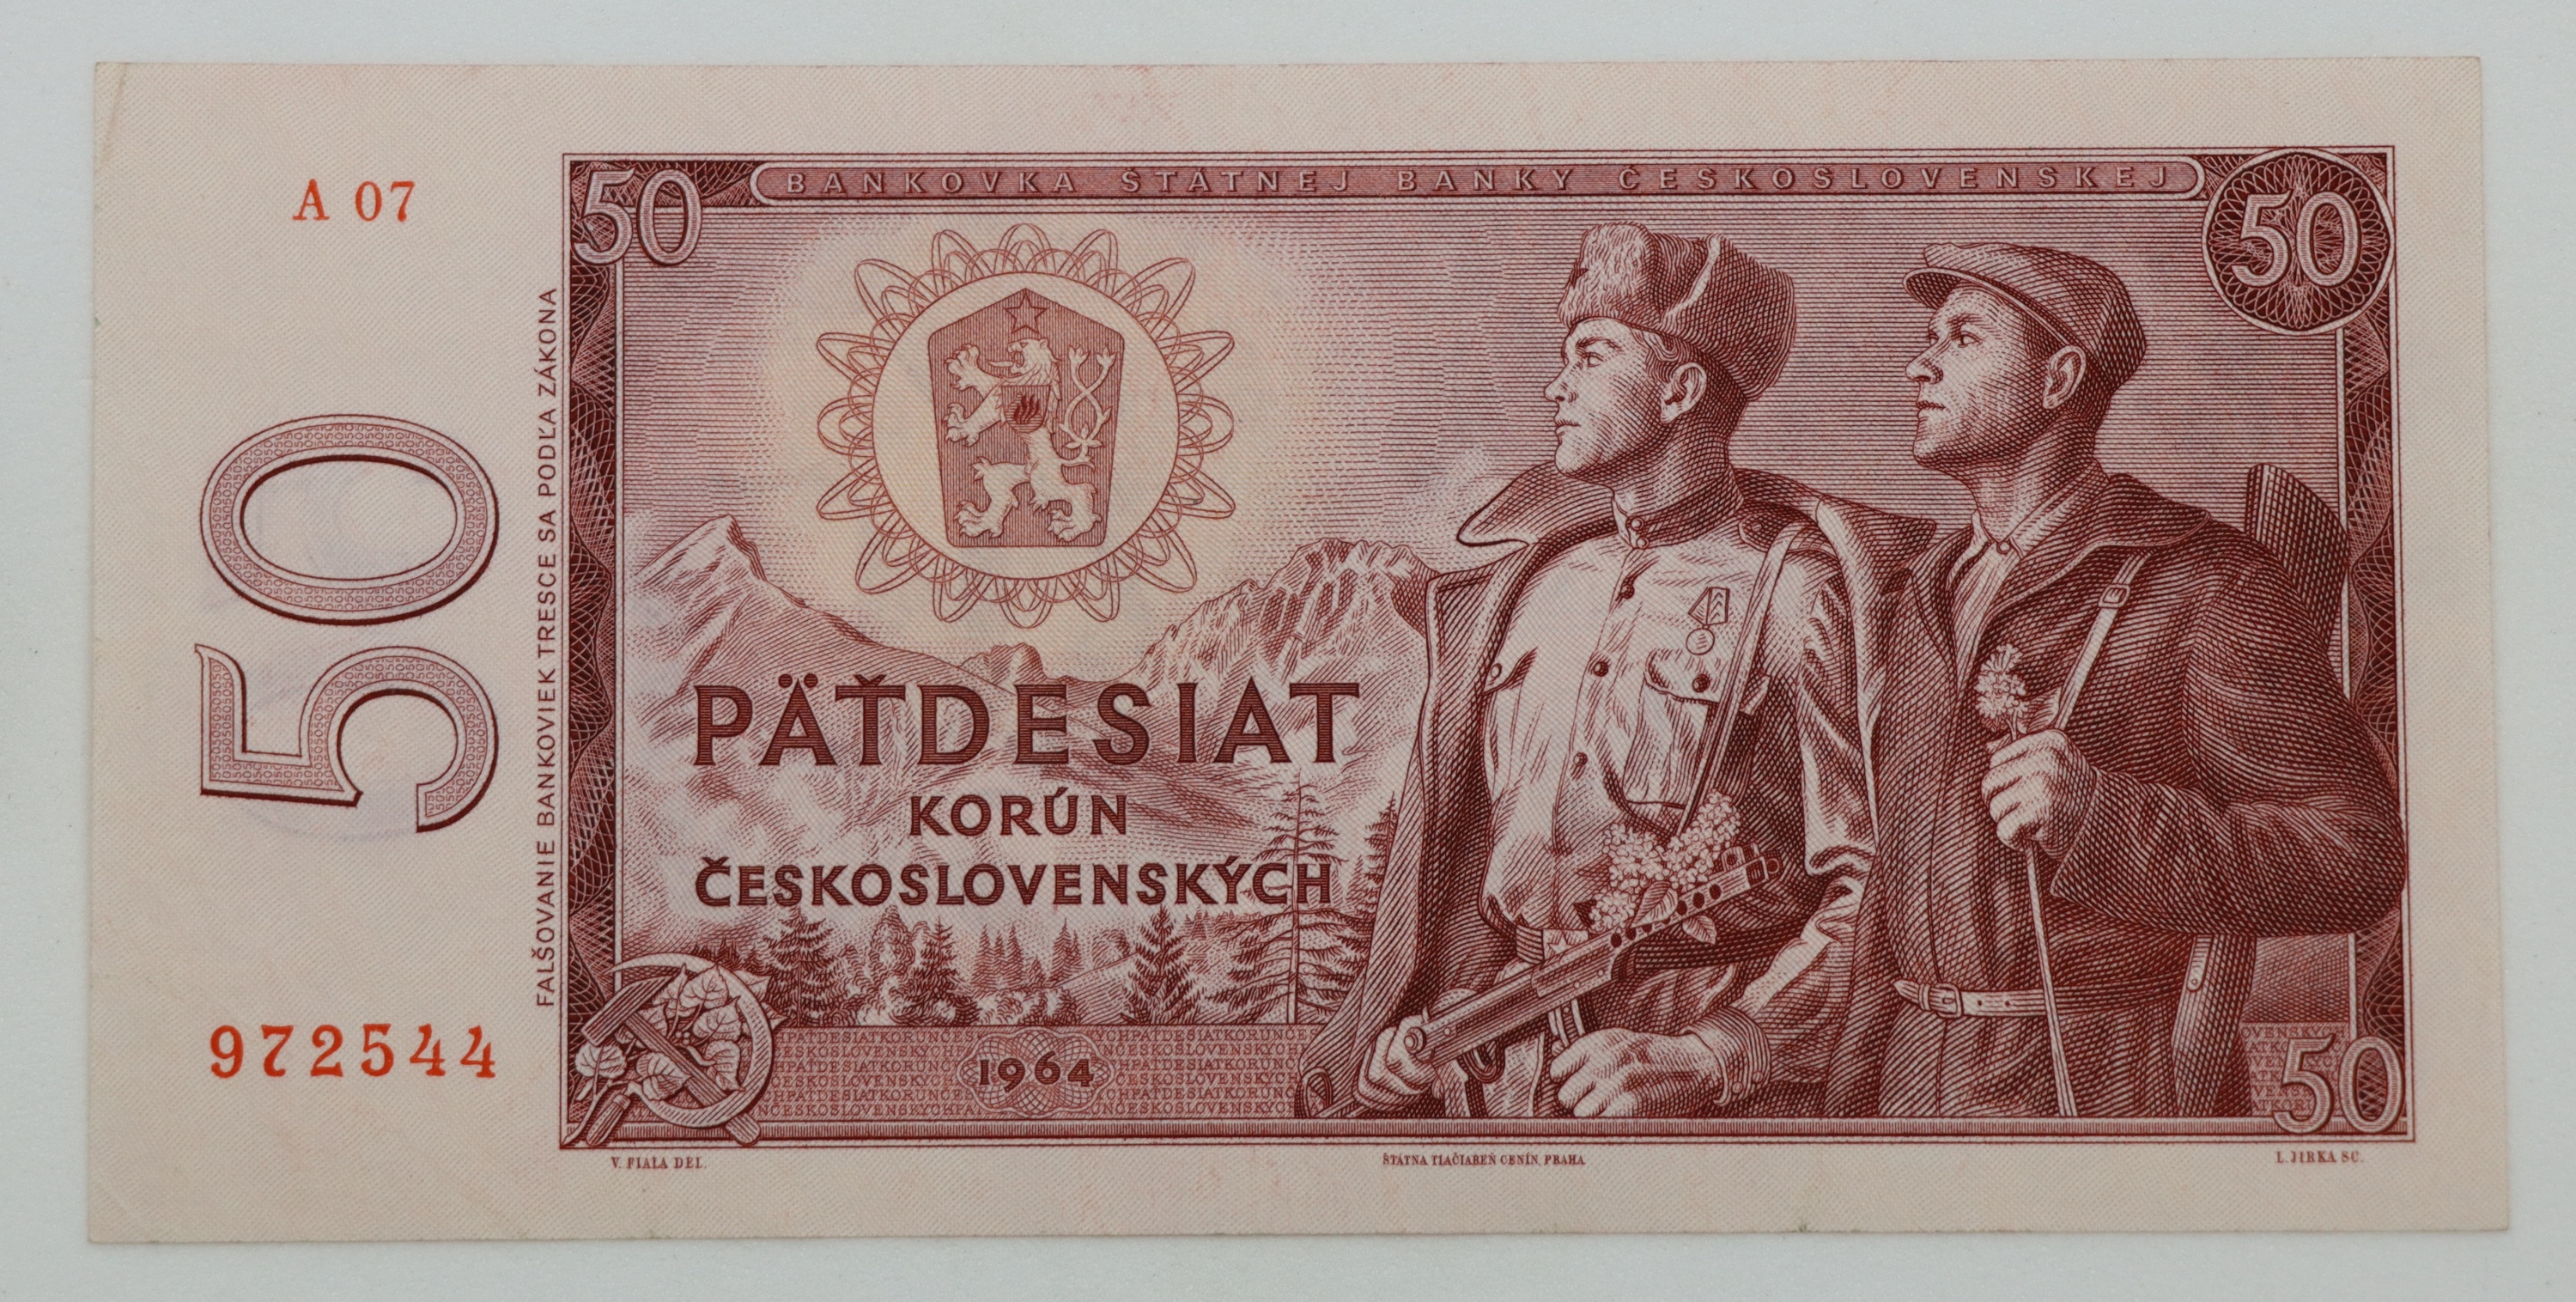 A 07
50
BANKOVKA ŠTÁTNEJ BANKY ČESKOSLOVENSKEJ
50
50
FALŠOVANIE BANKOVIEK TRESCE SA PODĽA ZÁKONA
PÄŤDESIAT
KORÚN
ČESKOSLOVENSKÝCH
972544
1964
50
V. FIALA DEL.
ŠTÁTNA TLAČIAREŇ CENÍN, PRAHA
L. JIRKA SC.